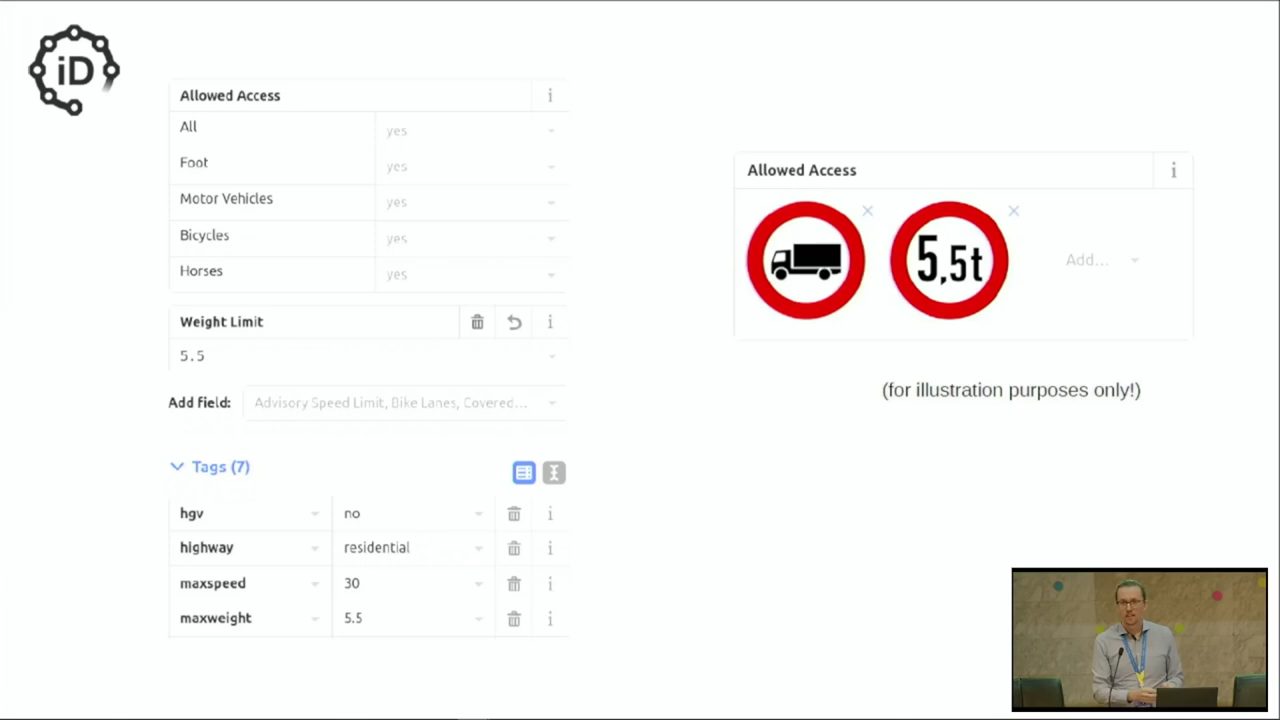 iD
Allowed Access i
All yes
Foot yes
Motor Vehicles yes
Bicycles yes
Horses yes
Weight Limit i
5.5
Add field: Advisory Speed Limit, Bike Lanes, Covered...
Tags (7)
hgv no i
highway residential i
maxspeed 30 i
maxweight 5.5 i
Allowed Access i
5,5t Add...
(for illustration purposes only!)